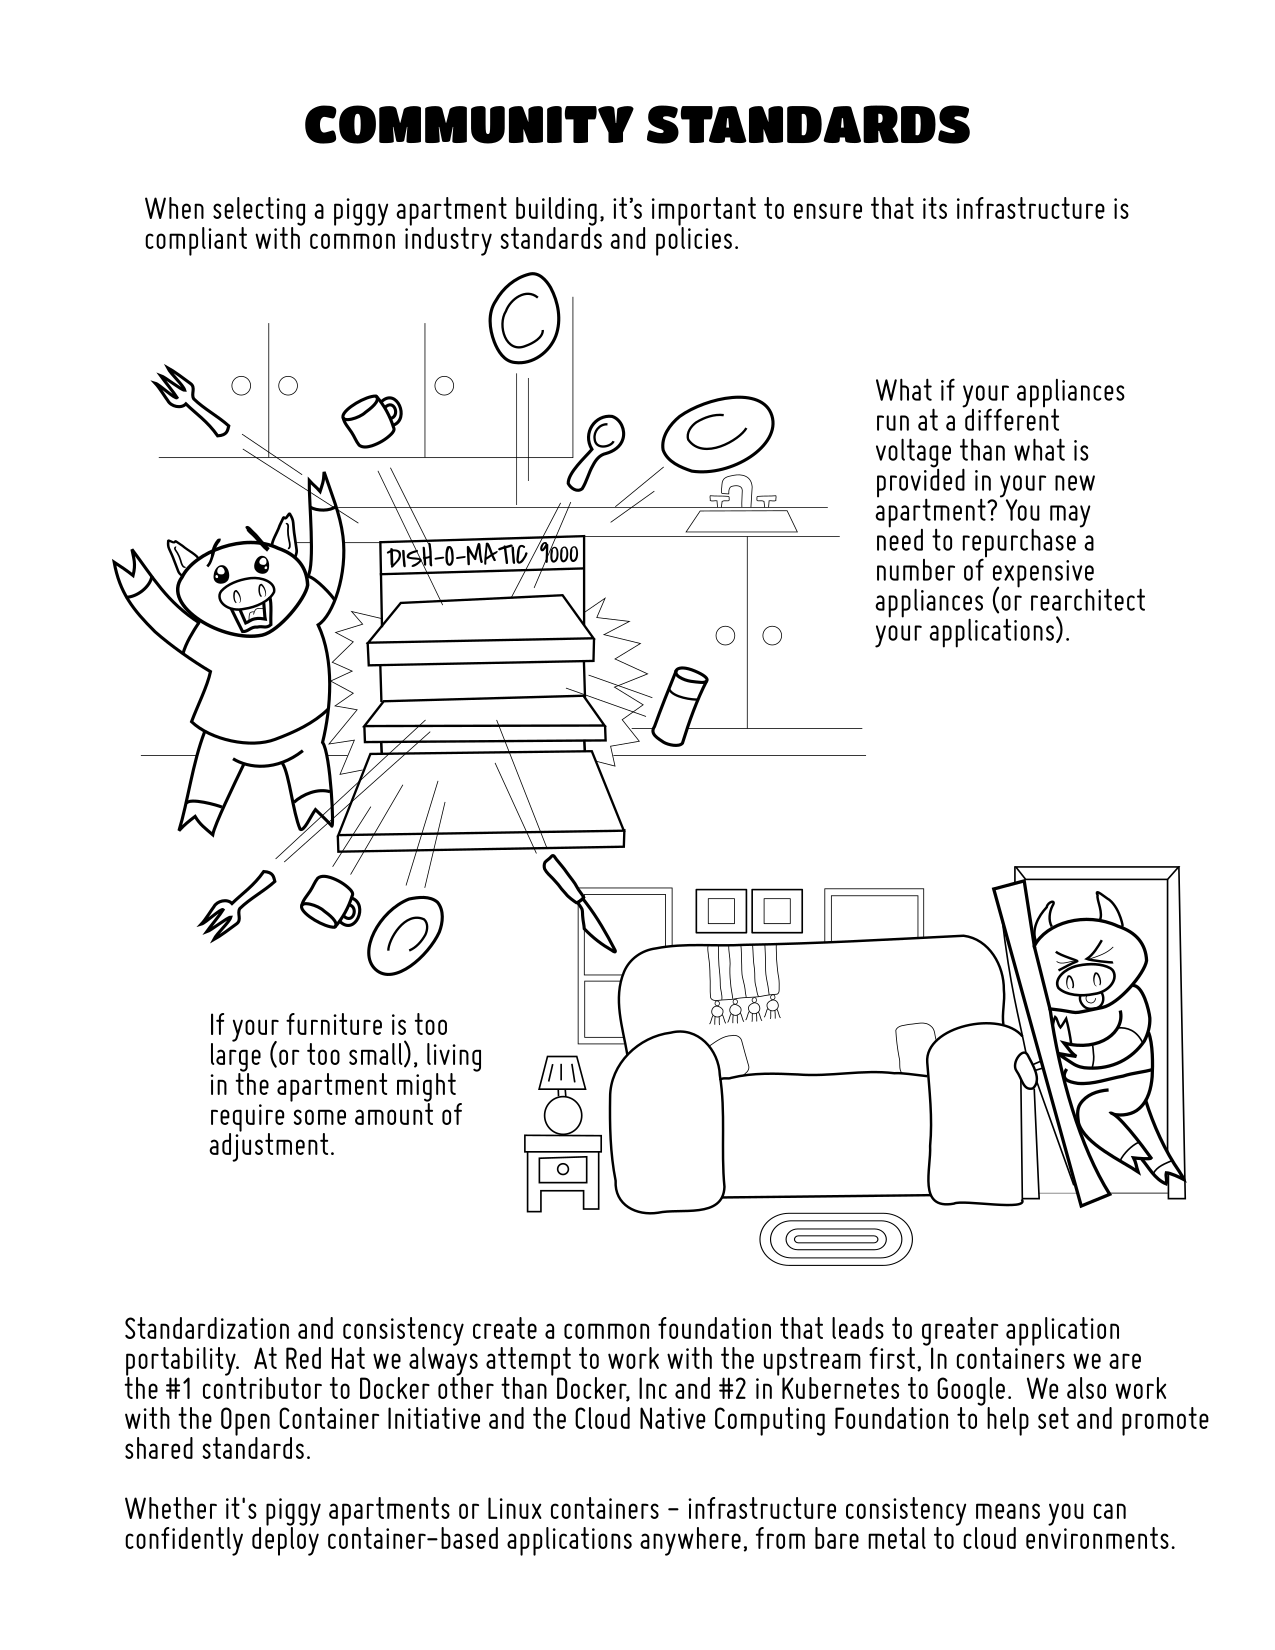 COMMUNITY STANDARDS
When selecting a piggy apartment building, it's important to ensure that its infrastructure is
compliant with common industry standards and policies.
What if your appliances
run at a different
voltage than what is
provided in your new
apartment? You may
need to repurchase a
number of expensive
appliances (or rearchitect
your applications).
DISH-O-MATIC 9000
If your furniture is too
large (or too small), living
in the apartment might
require some amount of
adjustment.
Standardization and consistency create a common foundation that leads to greater application
portability.  At Red Hat we always attempt to work with the upstream first, In containers we are
the #1 contributor to Docker other than Docker, Inc and #2 in Kubernetes to Google.  We also work
with the Open Container Initiative and the Cloud Native Computing Foundation to help set and promote
shared standards.
Whether it's piggy apartments or Linux containers – infrastructure consistency means you can
confidently deploy container-based applications anywhere, from bare metal to cloud environments.